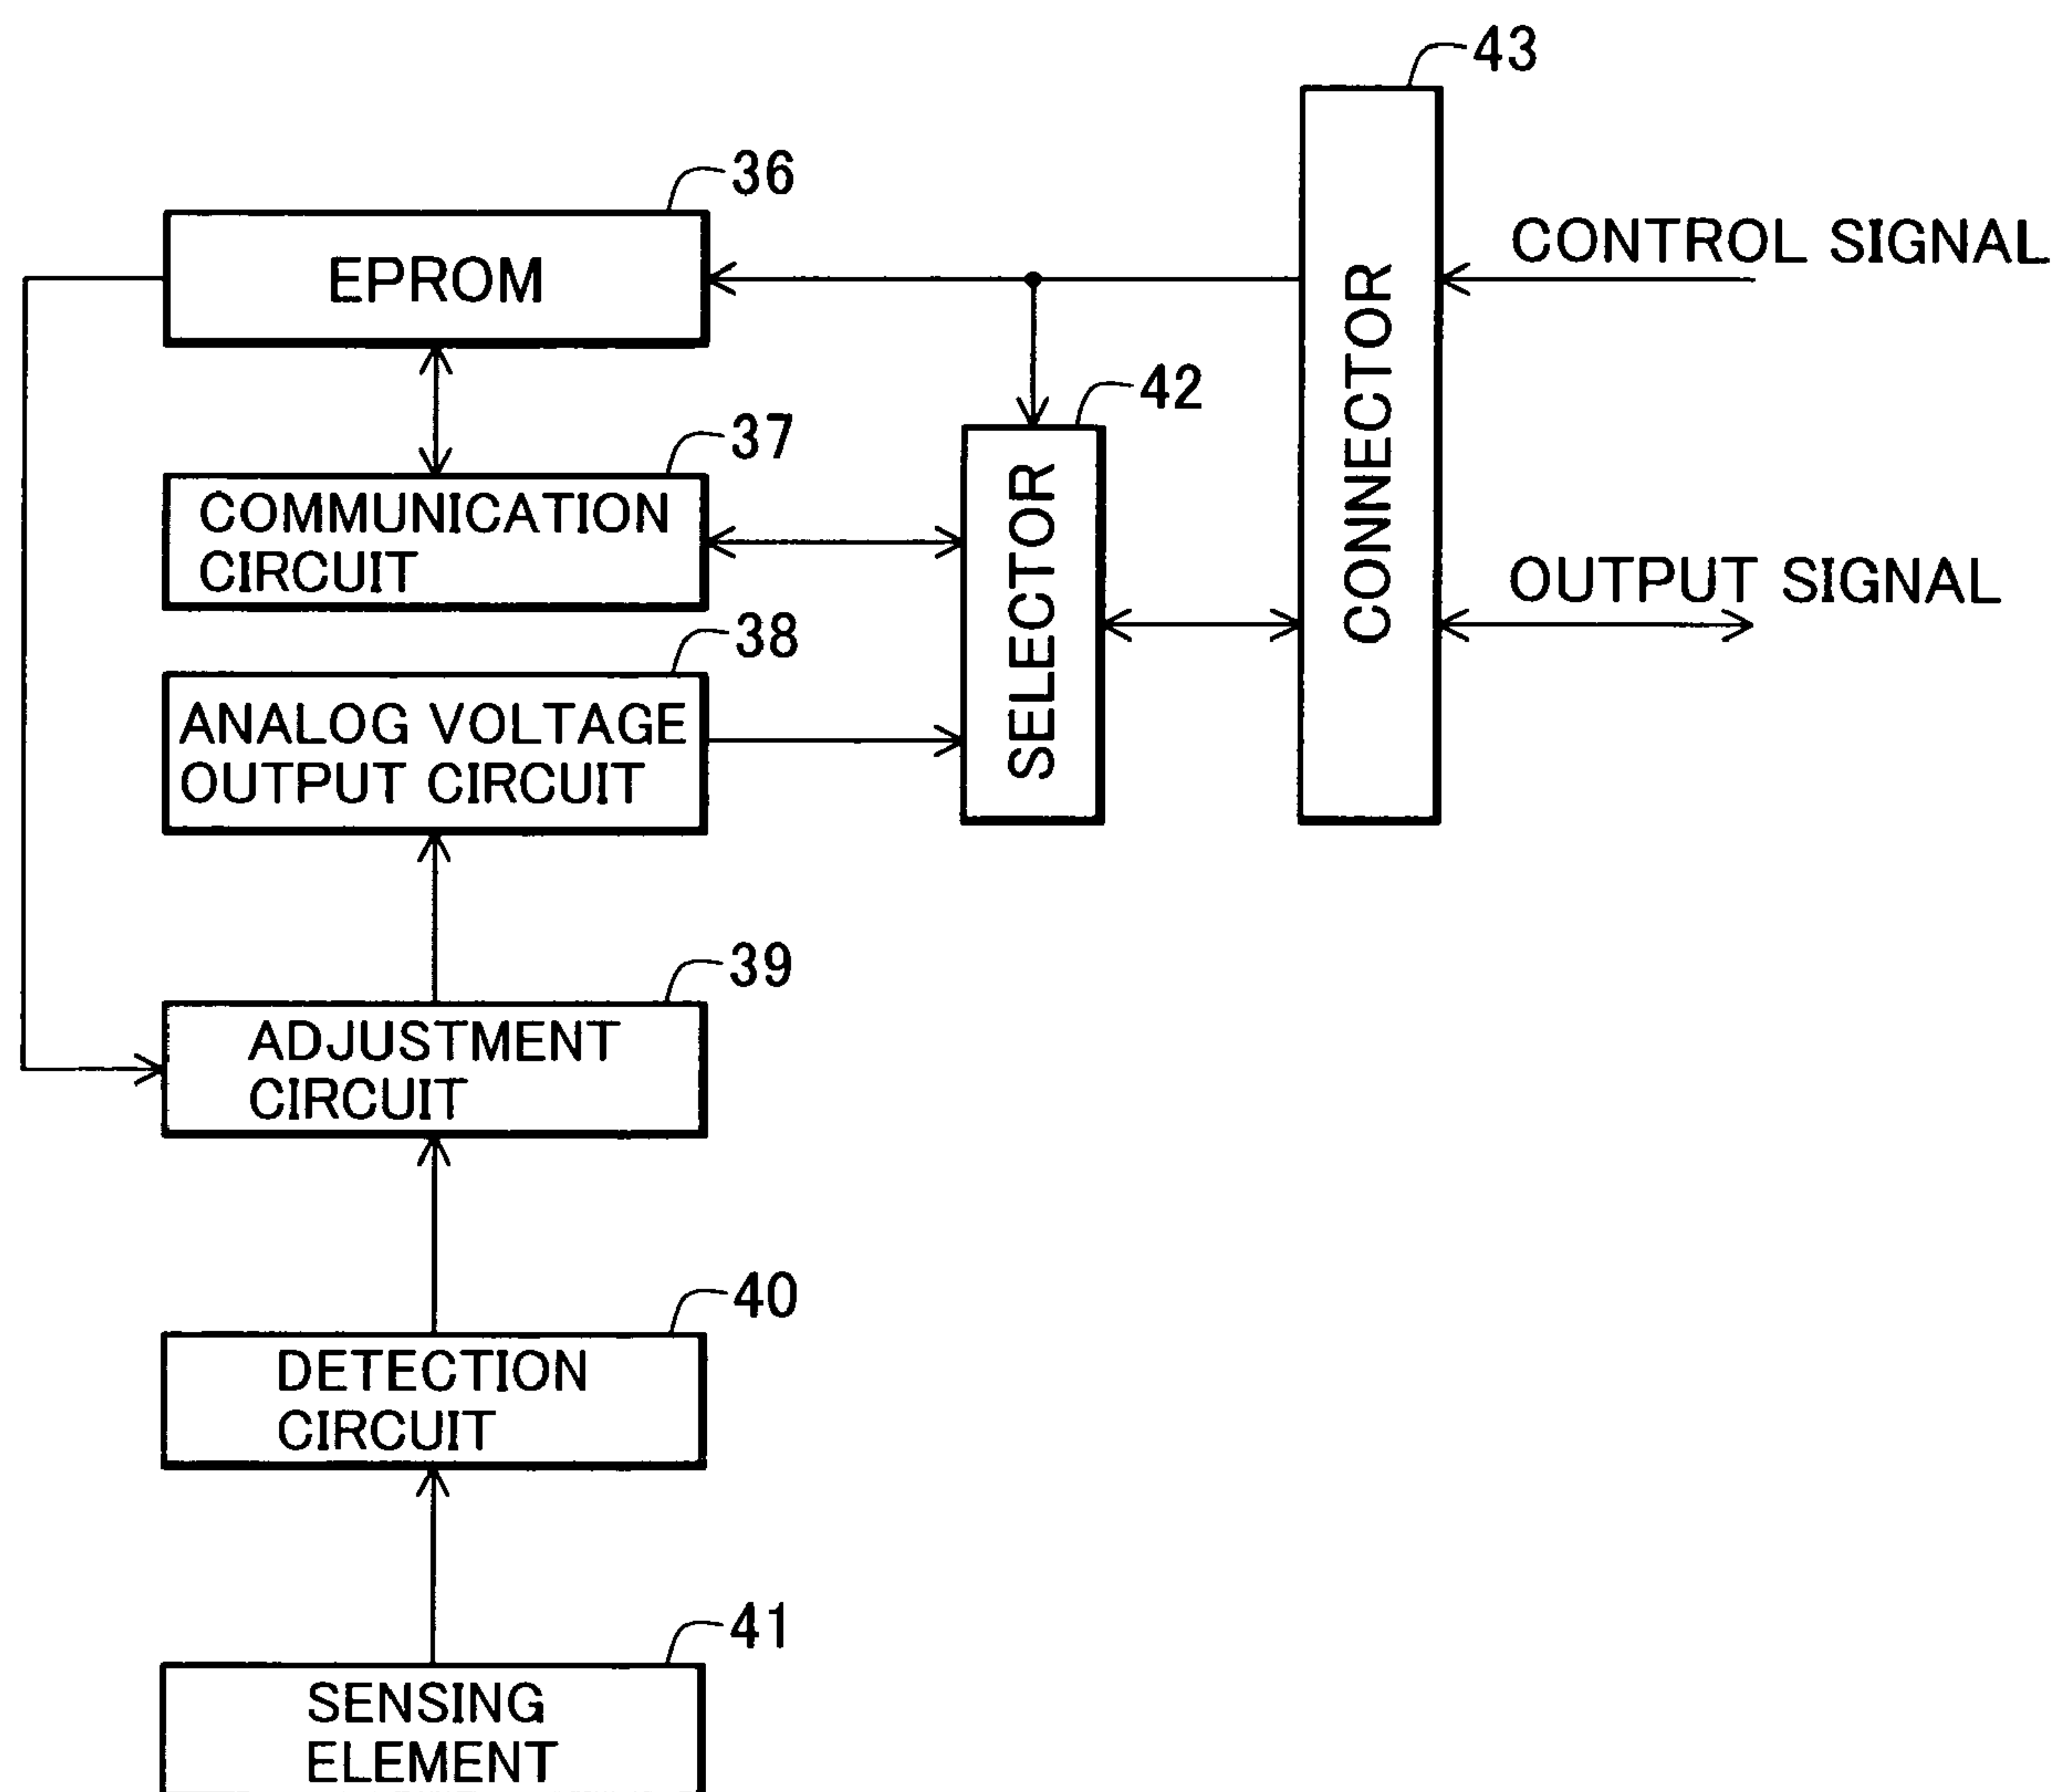 43
36
CONTROL SIGNAL
EPROM
CONNECTOR
42
37
COMMUNICATION
CIRCUIT
SELECTOR
OUTPUT SIGNAL
38
ANALOG VOLTAGE
OUTPUT CIRCUIT
39
ADJUSTMENT
CIRCUIT
40
DETECTION
CIRCUIT
41
SENSING
ELEMENT